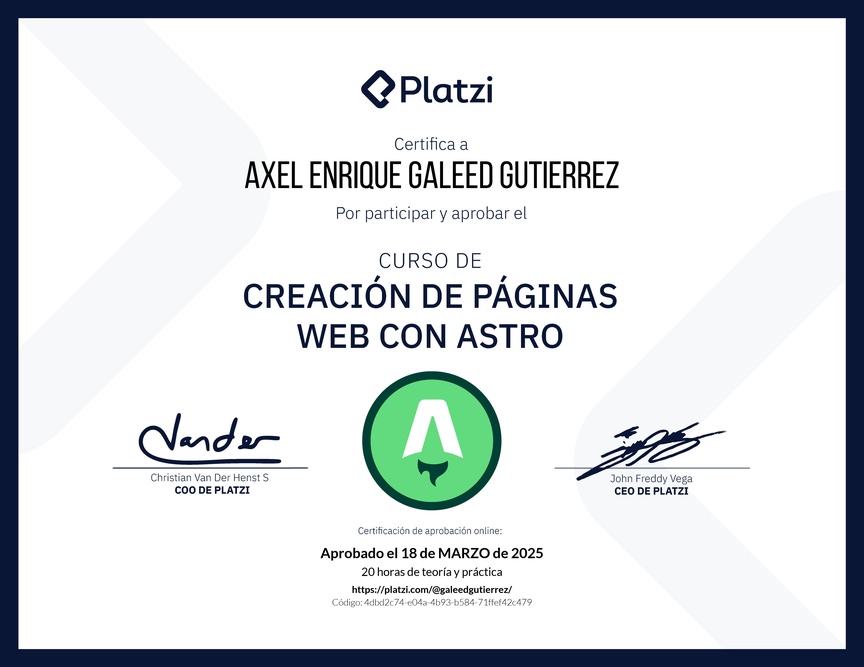 Platzi
Certifica a
AXEL ENRIQUE GALEED GUTIERREZ
Por participar y aprobar el
CURSO DE
CREACIÓN DE PÁGINAS
WEB CON ASTRO
Vander
Christian Van Der Henst S
COO DE PLATZI
John Freddy Vega
CEO DE PLATZI
Certificación de aprobación online:
Aprobado el 18 de MARZO de 2025
20 horas de teoría y práctica
https://platzi.com/@galeedgutierrez/
Código: 4dbd2c74-e04a-4b93-b584-71ffef42c479